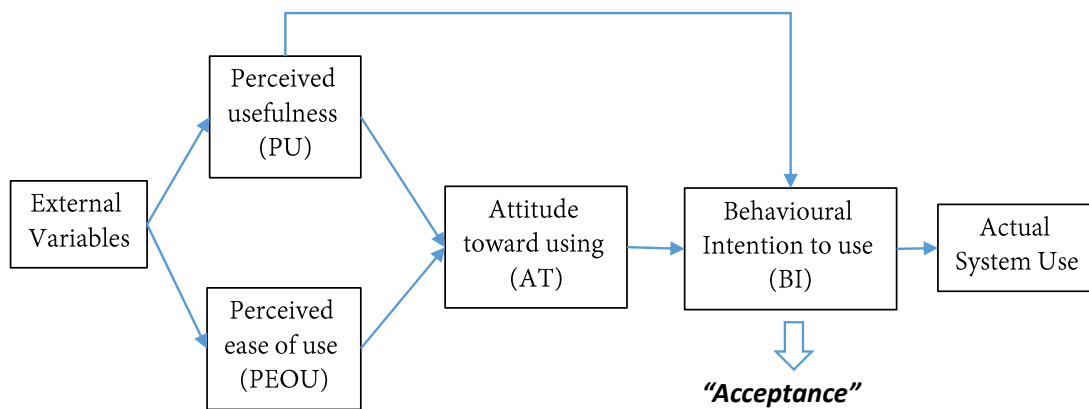 External
Variables
Perceived
usefulness
(PU)
Perceived
ease of use
(PEOU)
Attitude
toward using
(AT)
Behavioural
Intention to use
(BI)
Actual
System Use
“Acceptance”